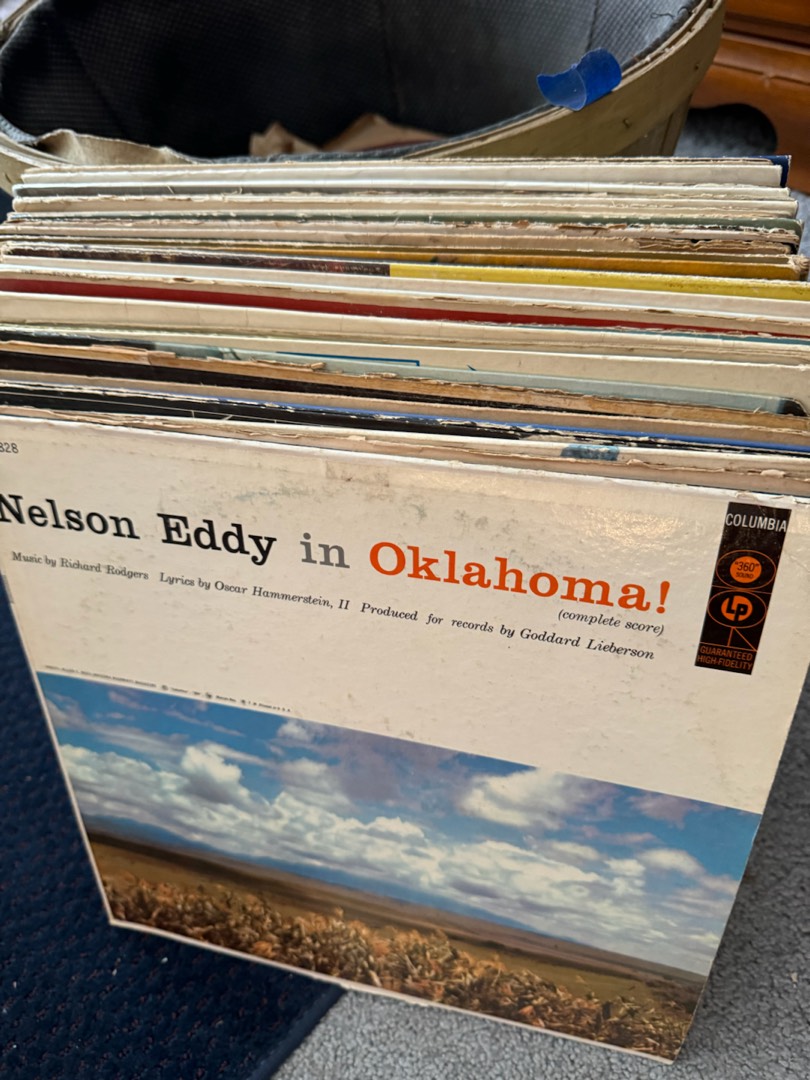 828
Nelson Eddy in Oklahoma!
(complete score)
Music by Richard Rodgers Lyrics by Oscar Hammerstein, II Produced for records by Goddard Lieberson
COLUMBIA
"360"
SOUND
LP
GUARANTEED
HIGH-FIDELITY